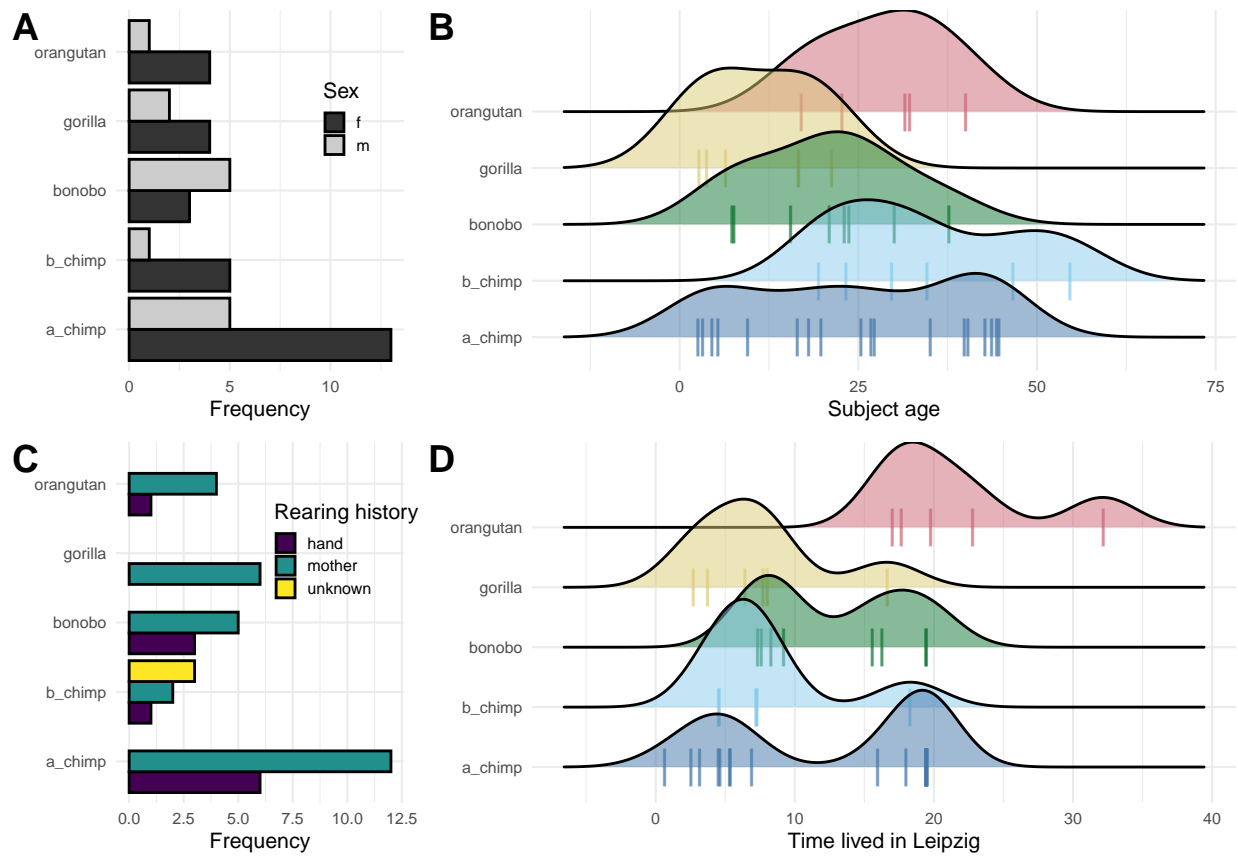 A
orangutan
gorilla
bonobo
b_chimp
a_chimp
0 5 10
Frequency
Sex
f
m
B
orangutan
gorilla
bonobo
b_chimp
a_chimp
0 25 50 75
Subject age
C
orangutan
gorilla
bonobo
b_chimp
a_chimp
0.0 2.5 5.0 7.5 10.0 12.5
Frequency
Rearing history
hand
mother
unknown
D
orangutan
gorilla
bonobo
b_chimp
a_chimp
0 10 20 30 40
Time lived in Leipzig